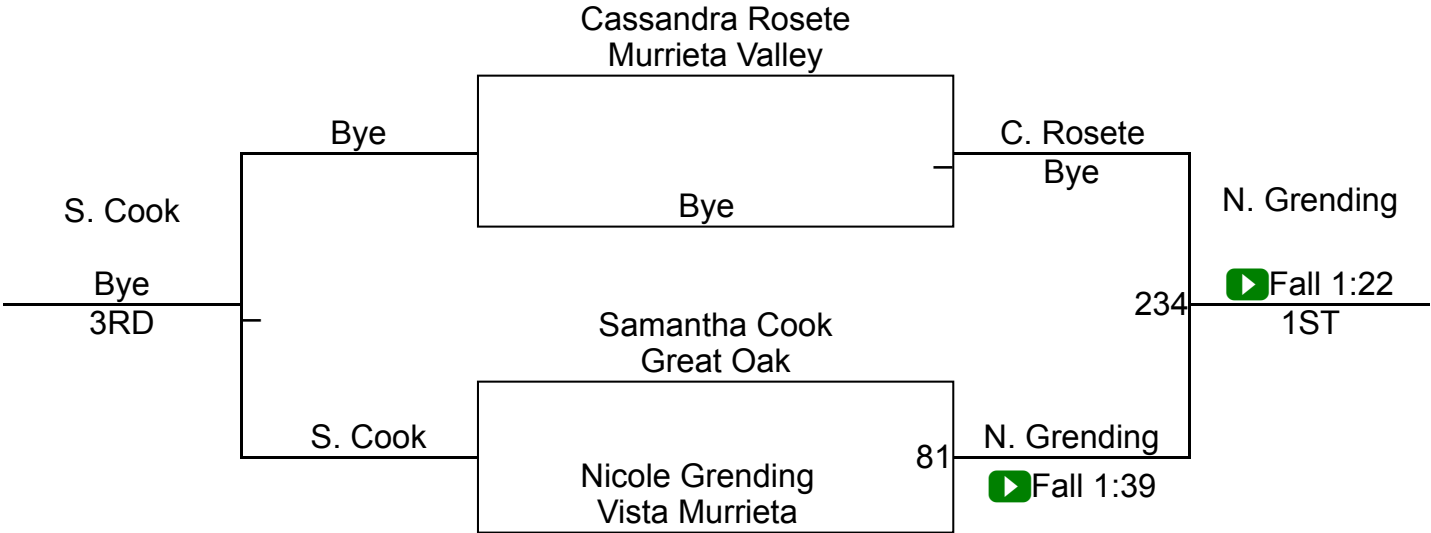 Cassandra Rosete
Murrieta Valley
Bye
C. Rosete
Bye
S. Cook
Bye
N. Grending
Bye
3RD
234
Fall 1:22
1ST
Samantha Cook
Great Oak
S. Cook
81
N. Grending
Nicole Grending
Vista Murrieta
Fall 1:39